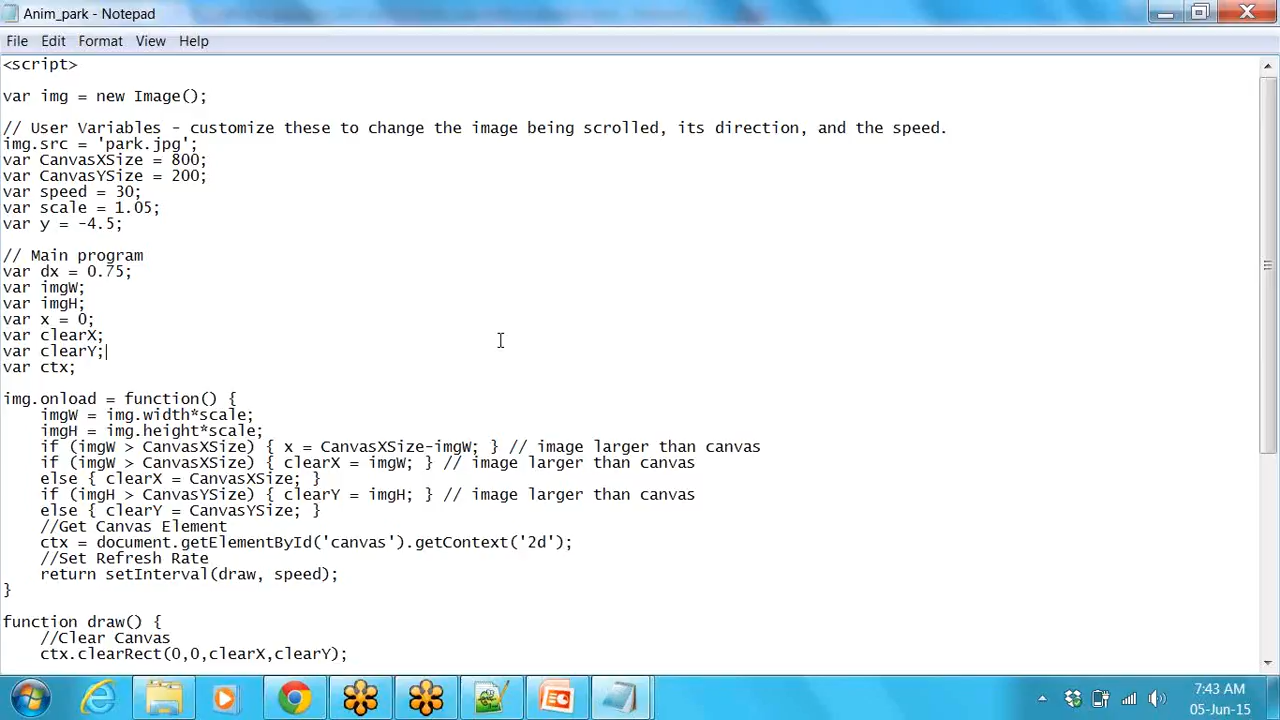 Anim_park - Notepad
File Edit Format View Help
<script>
var img = new Image();
// User Variables - customize these to change the image being scrolled, its direction, and the speed.
img.src = 'park.jpg';
var CanvasXSize = 800;
var CanvasYSize = 200;
var speed = 30;
var scale = 1.05;
var y = -4.5;
// Main program
var dx = 0.75;
var imgW;
var imgH;
var x = 0;
var clearX;
var clearY;
var ctx;
img.onload = function() {
    imgW = img.width*scale;
    imgH = img.height*scale;
    if (imgW > CanvasXSize) { x = CanvasXSize-imgW; } // image larger than canvas
    if (imgW > CanvasXSize) { clearX = imgW; } // image larger than canvas
    else { clearX = CanvasXSize; }
    if (imgH > CanvasYSize) { clearY = imgH; } // image larger than canvas
    else { clearY = CanvasYSize; }
    //Get Canvas Element
    ctx = document.getElementById('canvas').getContext('2d');
    //Set Refresh Rate
    return setInterval(draw, speed);
}
function draw() {
    //Clear Canvas
    ctx.clearRect(0,0,clearX,clearY);
7:43 AM
05-Jun-15